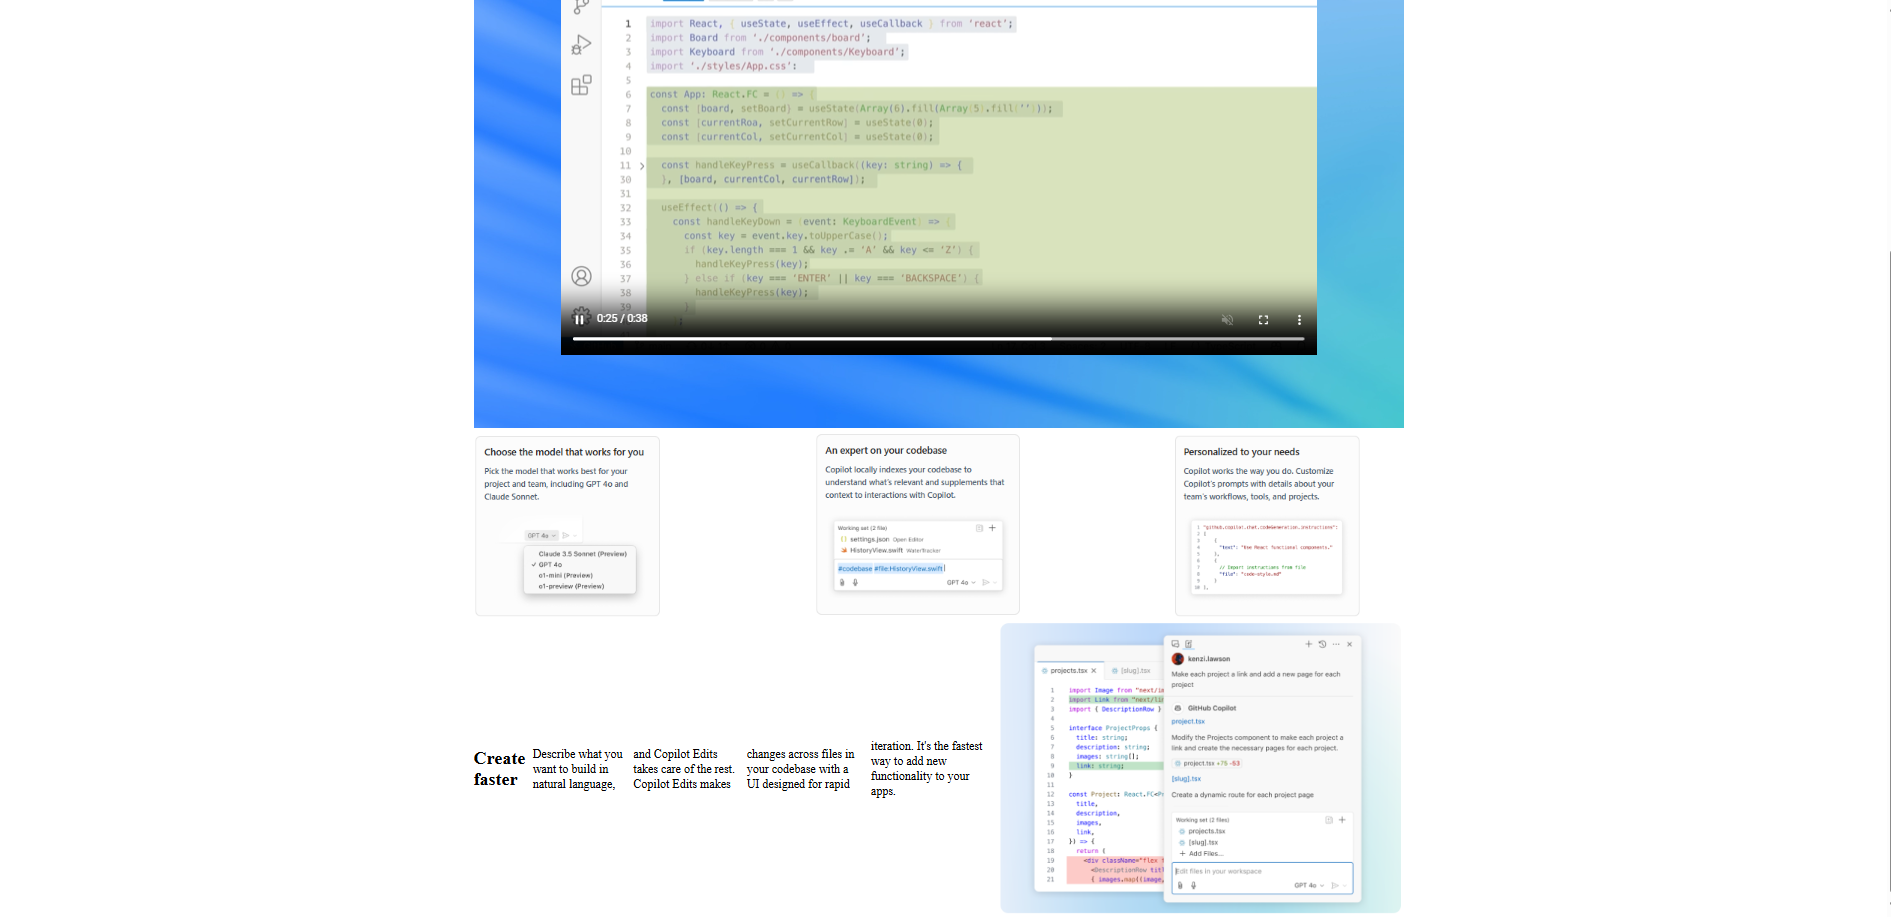 1 import React, { useState, useEffect, useCallback } from 'react';
2 import Board from './components/board';
3 import Keyboard from './components/Keyboard';
4 import './styles/App.css':
5
6 const App: React.FC = () => {
7 const [board, setBoard] = useState(Array(6).fill(Array(5).fill('')));
8 const [currentRoa, setCurrentRow] = useState(0);
9 const [currentCol, setCurrentCol] = useState(0);
10
11 const handleKeyPress = useCallback((key: string) => {
30 }, [board, currentCol, currentRow]);
31
32 useEffect(() => {
33 const handleKeyDown = (event: KeyboardEvent) => {
34 const key = event.key.toUpperCase();
35 if (key.length === 1 && key .= 'A' && key <= 'Z') {
36 handleKeyPress(key);
37 } else if (key === 'ENTER' || key === 'BACKSPACE') {
38 handleKeyPress(key);
39 }
0:25 / 0:38
Choose the model that works for you
Pick the model that works best for your
project and team, including GPT 4o and
Claude Sonnet.
GPT 4o
Claude 3.5 Sonnet (Preview)
✓ GPT 4o
o1-mini (Preview)
o1-preview (Preview)
An expert on your codebase
Copilot locally indexes your codebase to
understand what's relevant and supplements that
context to interactions with Copilot.
Working set (2 file)
settings.json Open Editor
HistoryView.swift WaterTracker
#codebase #file:HistoryView.swift
GPT 4o
Personalized to your needs
Copilot works the way you do. Customize
Copilot's prompts with details about your
team's workflows, tools, and projects.
1 "github.copilot.chat.codeGeneration.instructions":
2 [
3 {
4 "text": "Use React functional components."
5 },
6 {
7 // Import instructions from file
8 "file": "code-style.md"
9 }
10 ],
Create
faster
Describe what you
want to build in
natural language,
and Copilot Edits
takes care of the rest.
Copilot Edits makes
changes across files in
your codebase with a
UI designed for rapid
iteration. It's the fastest
way to add new
functionality to your
apps.
projects.tsx
[slug].tsx
1 import Image from "next/im
2 import Link from "next/lin
3 import { DescriptionRow }
4
5 interface ProjectProps {
6 title: string;
7 description: string;
8 images: string[];
9 link: string;
10 }
11
12 const Project: React.FC<Pr
13 title,
14 description,
15 images,
16 link,
17 }) => {
18 return (
19 <div className="flex
20 <DescriptionRow titl
21 { images.map((image,
kenzi.lawson
Make each project a link and add a new page for each
project
GitHub Copilot
project.tsx
Modify the Projects component to make each project a
link and create the necessary pages for each project.
project.tsx +75 -63
[slug].tsx
Create a dynamic route for each project page
Working set (2 files)
projects.tsx
[slug].tsx
+ Add Files...
Edit files in your workspace
GPT 4o